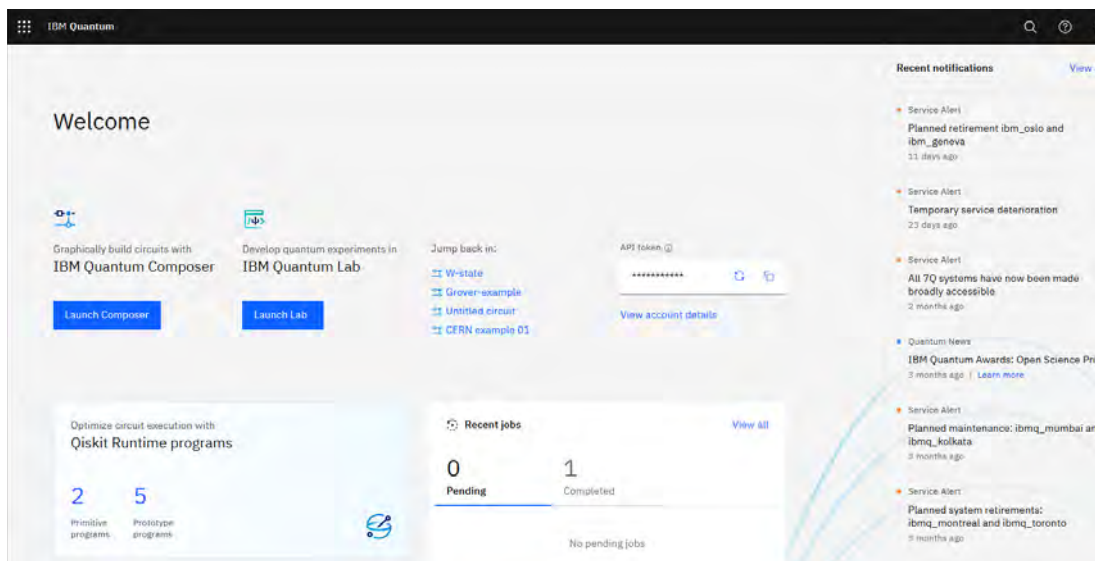 IBM Quantum
Welcome
Graphically build circuits with
IBM Quantum Composer
Launch Composer
Develop quantum experiments in
IBM Quantum Lab
Launch Lab
Jump back in:
W-state
Grover-example
Untitled circuit
CERN example 01
API token
***********
View account details
Optimize circuit execution with
Qiskit Runtime programs
2
Primitive
programs
5
Prototype
programs
Recent jobs
View all
0
Pending
1
Completed
No pending jobs
Recent notifications
View
Service Alert
Planned retirement ibm_oslo and
ibm_geneva
11 days ago
Service Alert
Temporary service deterioration
23 days ago
Service Alert
All 7Q systems have now been made
broadly accessible
2 months ago
Quantum News
IBM Quantum Awards: Open Science Pri
3 months ago | Learn more
Service Alert
Planned maintenance: ibmq_mumbai an
ibmq_kolkata
3 months ago
Service Alert
Planned system retirements:
ibmq_montreal and ibmq_toronto
months ago